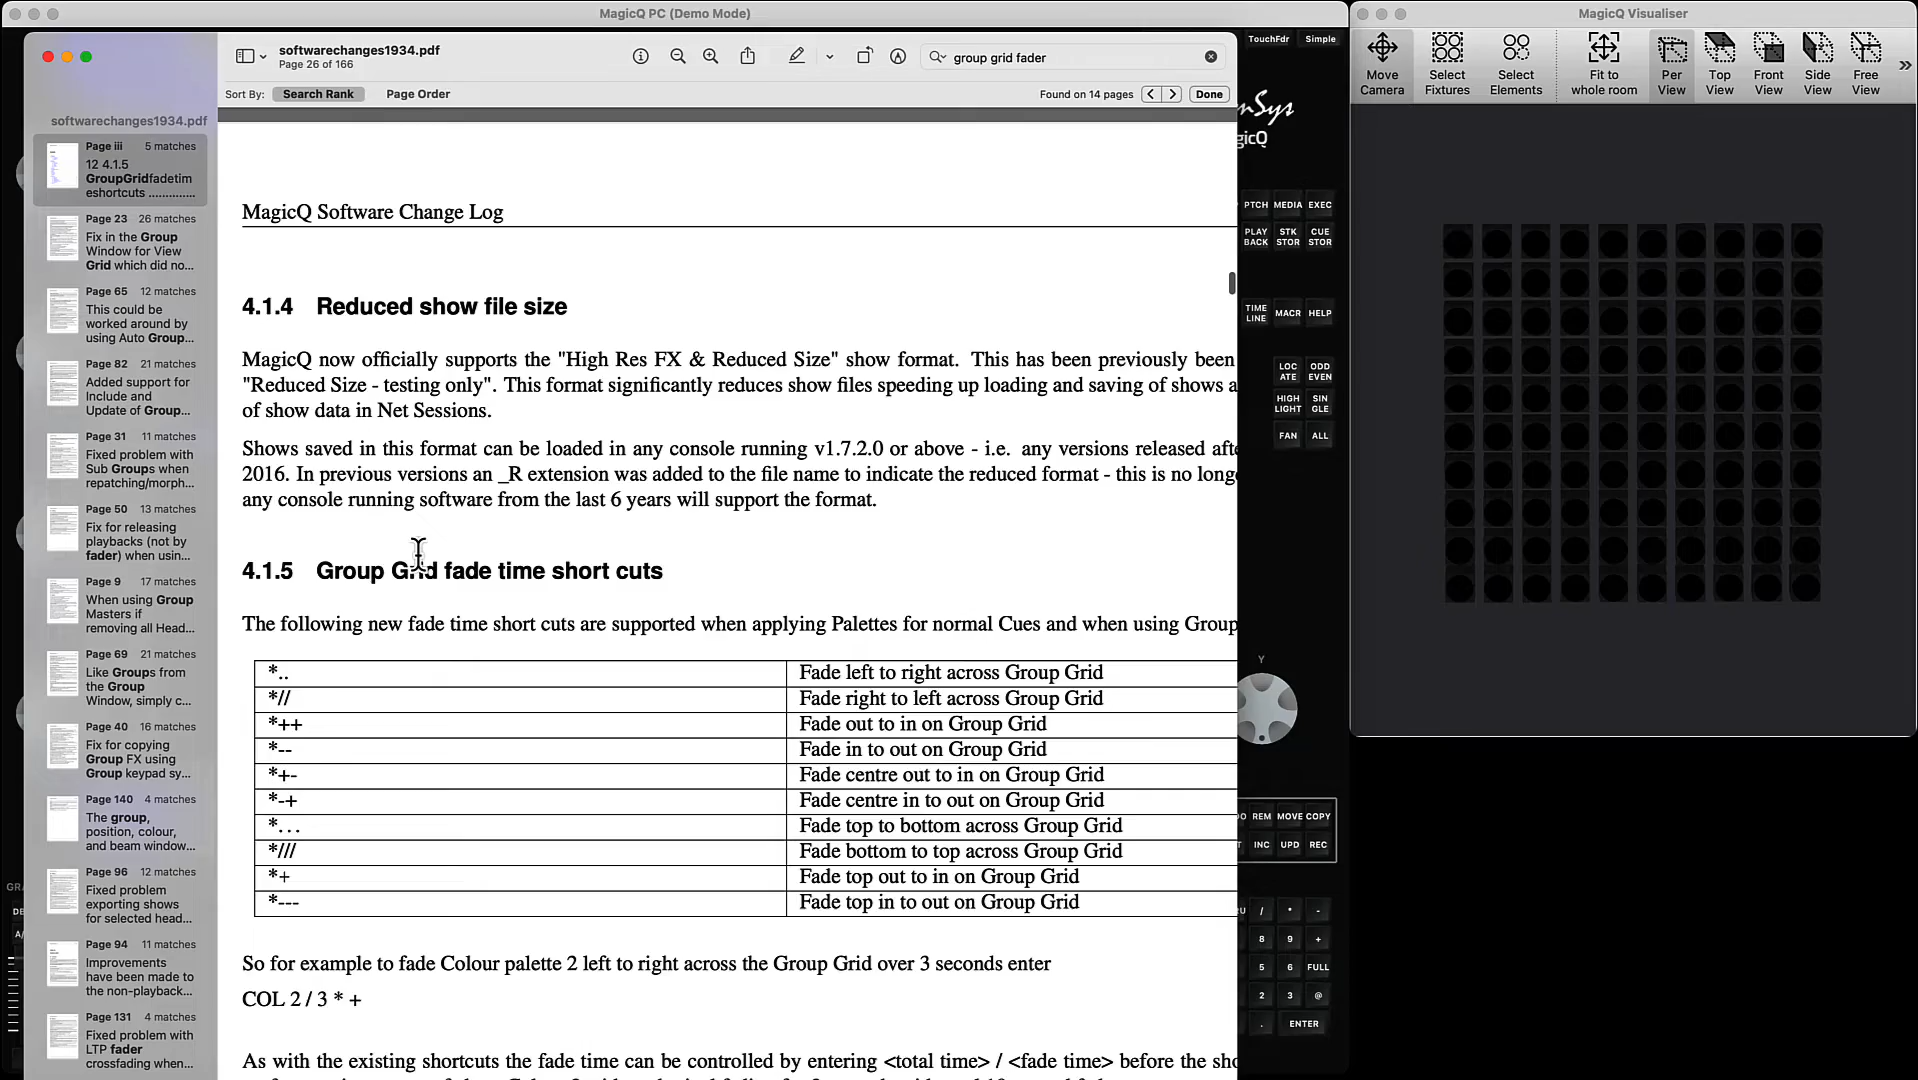 MagicQ PC (Demo Mode)
MagicQ Visualiser
softwarechanges1934.pdf
Page 26 of 166
group grid fader
Sort By: Search Rank Page Order
Found on 14 pages
Done
softwarechanges1934.pdf
Page iii 5 matches
12 4.1.5
GroupGridfadetim
eshortcuts ..............
Page 23 26 matches
Fix in the Group
Window for View
Grid which did no...
Page 65 12 matches
This could be
worked around by
using Auto Group...
Page 82 21 matches
Added support for
Include and
Update of Group...
Page 31 11 matches
Fixed problem with
Sub Groups when
repatching/morph...
Page 50 13 matches
Fix for releasing
playbacks (not by
fader) when usin...
Page 9 17 matches
When using Group
Masters if
removing all Head...
Page 69 21 matches
Like Groups from
the Group
Window, simply c...
Page 40 16 matches
Fix for copying
Group FX using
Group keypad sy...
Page 140 4 matches
The group,
position, colour,
and beam window...
Page 96 12 matches
Fixed problem
exporting shows
for selected head...
Page 94 11 matches
Improvements
have been made to
the non-playback...
Page 131 4 matches
Fixed problem with
LTP fader
crossfading when...
MagicQ Software Change Log
4.1.4 Reduced show file size
MagicQ now officially supports the "High Res FX & Reduced Size" show format. This has been previously been
"Reduced Size - testing only". This format significantly reduces show files speeding up loading and saving of shows a
of show data in Net Sessions.
Shows saved in this format can be loaded in any console running v1.7.2.0 or above - i.e. any versions released afte
2016. In previous versions an _R extension was added to the file name to indicate the reduced format - this is no longe
any console running software from the last 6 years will support the format.
4.1.5 Group Grid fade time short cuts
The following new fade time short cuts are supported when applying Palettes for normal Cues and when using Group
*.. Fade left to right across Group Grid
*// Fade right to left across Group Grid
*++ Fade out to in on Group Grid
*-- Fade in to out on Group Grid
*+- Fade centre out to in on Group Grid
*-+ Fade centre in to out on Group Grid
*... Fade top to bottom across Group Grid
*/// Fade bottom to top across Group Grid
*+ Fade top out to in on Group Grid
*--- Fade top in to out on Group Grid
So for example to fade Colour palette 2 left to right across the Group Grid over 3 seconds enter
COL 2 / 3 * +
As with the existing shortcuts the fade time can be controlled by entering <total time> / <fade time> before the sho
TouchFdr Simple
nSys
gicQ
PTCH MEDIA EXEC
PLAY BACK STK STOR CUE STOR
TIME LINE MACR HELP
LOC ATE ODD EVEN
HIGH LIGHT SIN GLE
FAN ALL
Y
REM MOVE COPY
INC UPD REC
/ * -
8 9 +
5 6 FULL
2 3 @
. ENTER
Move Camera
Select Fixtures
Select Elements
Fit to whole room
Per View
Top View
Front View
Side View
Free View